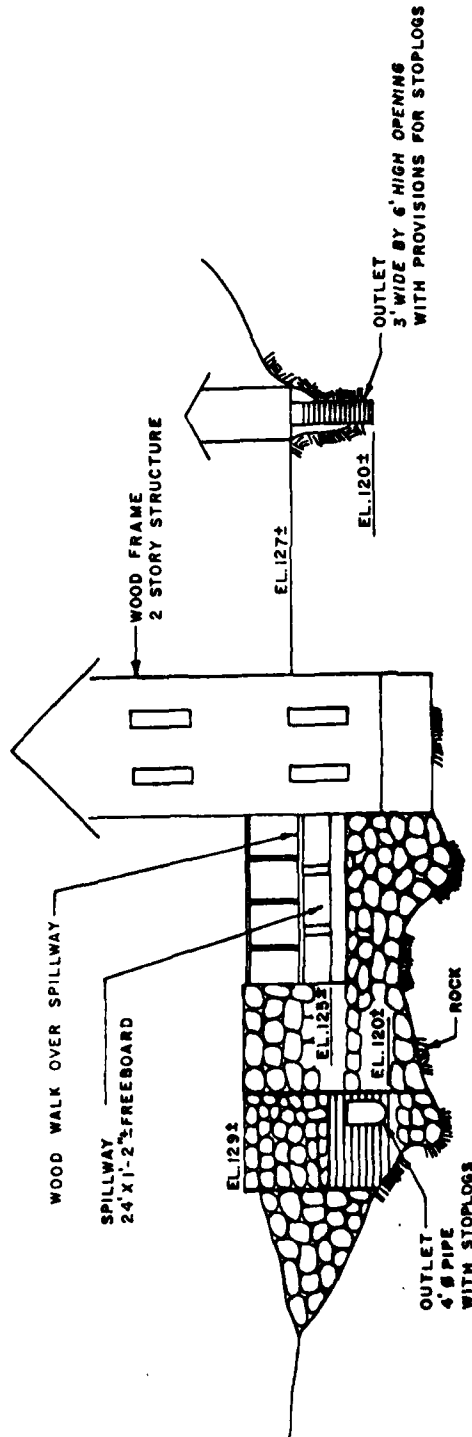 WOOD WALK OVER SPILLWAY
SPILLWAY
24' X 1'-2"± FREEBOARD
WOOD FRAME
2 STORY STRUCTURE
EL.129±
EL.125±
EL.120±
EL.127±
EL.120±
ROCK
OUTLET
4' Ø PIPE
WITH STOPLOGS
OUTLET
3' WIDE BY 6' HIGH OPENING
WITH PROVISIONS FOR STOPLOGS